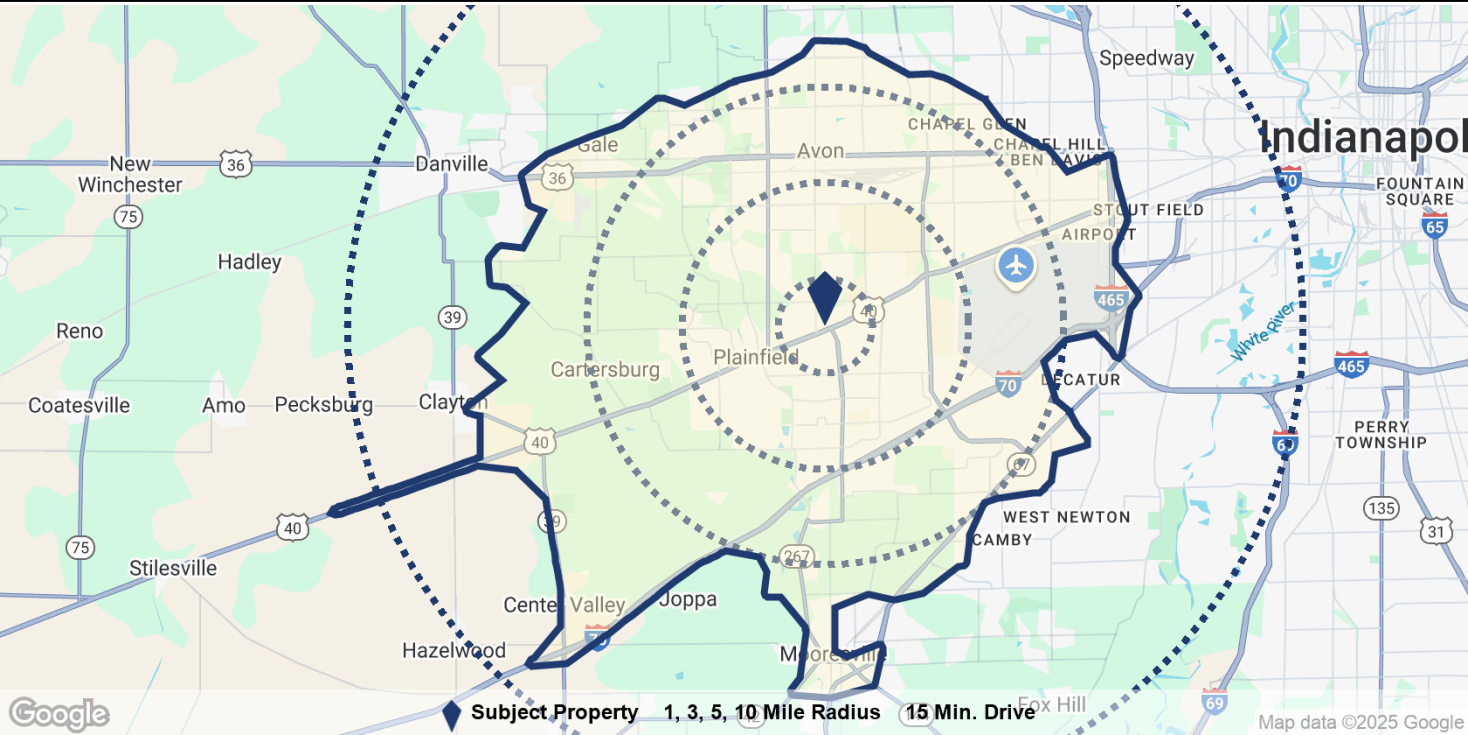 Speedway
CHAPEL GLEN
Indianapol
Gale
CHAPEL HILL
BEN DAVIS
Avon
New
Winchester
36
Danville
36
70
FOUNTAIN
SQUARE
75
STOUT FIELD
65
AIRPORT
Hadley
465
40
39
Reno
White River
Plainfield
465
Cartersburg
70
DECATUR
Coatesville
Amo
Pecksburg
Clayton
PERRY
TOWNSHIP
40
67
135
39
WEST NEWTON
40
31
75
CAMBY
267
Stilesville
Center Valley
Joppa
Hazelwood
Mooresville
69
Fox Hill
Google
Subject Property 1, 3, 5, 10 Mile Radius 15 Min. Drive
42
Map data ©2025 Google